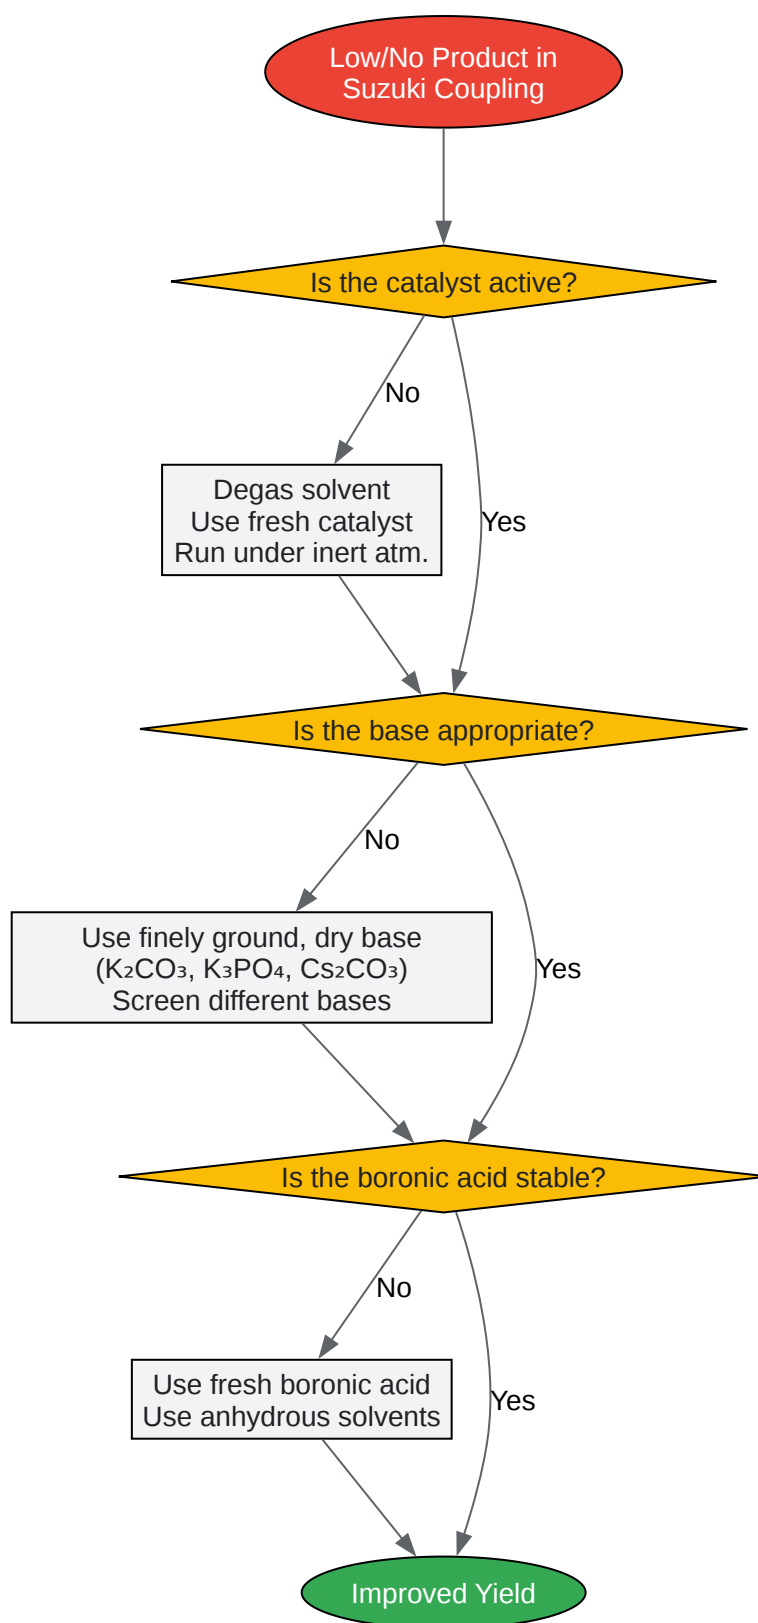 Low/No Product in
Suzuki Coupling
Is the catalyst active?
No
Degas solvent
Use fresh catalyst
Run under inert atm.
Yes
Is the base appropriate?
No
Use finely ground, dry base
(K₂CO₃, K₃PO₄, Cs₂CO₃)
Screen different bases
Yes
Is the boronic acid stable?
No
Use fresh boronic acid
Use anhydrous solvents
Yes
Improved Yield